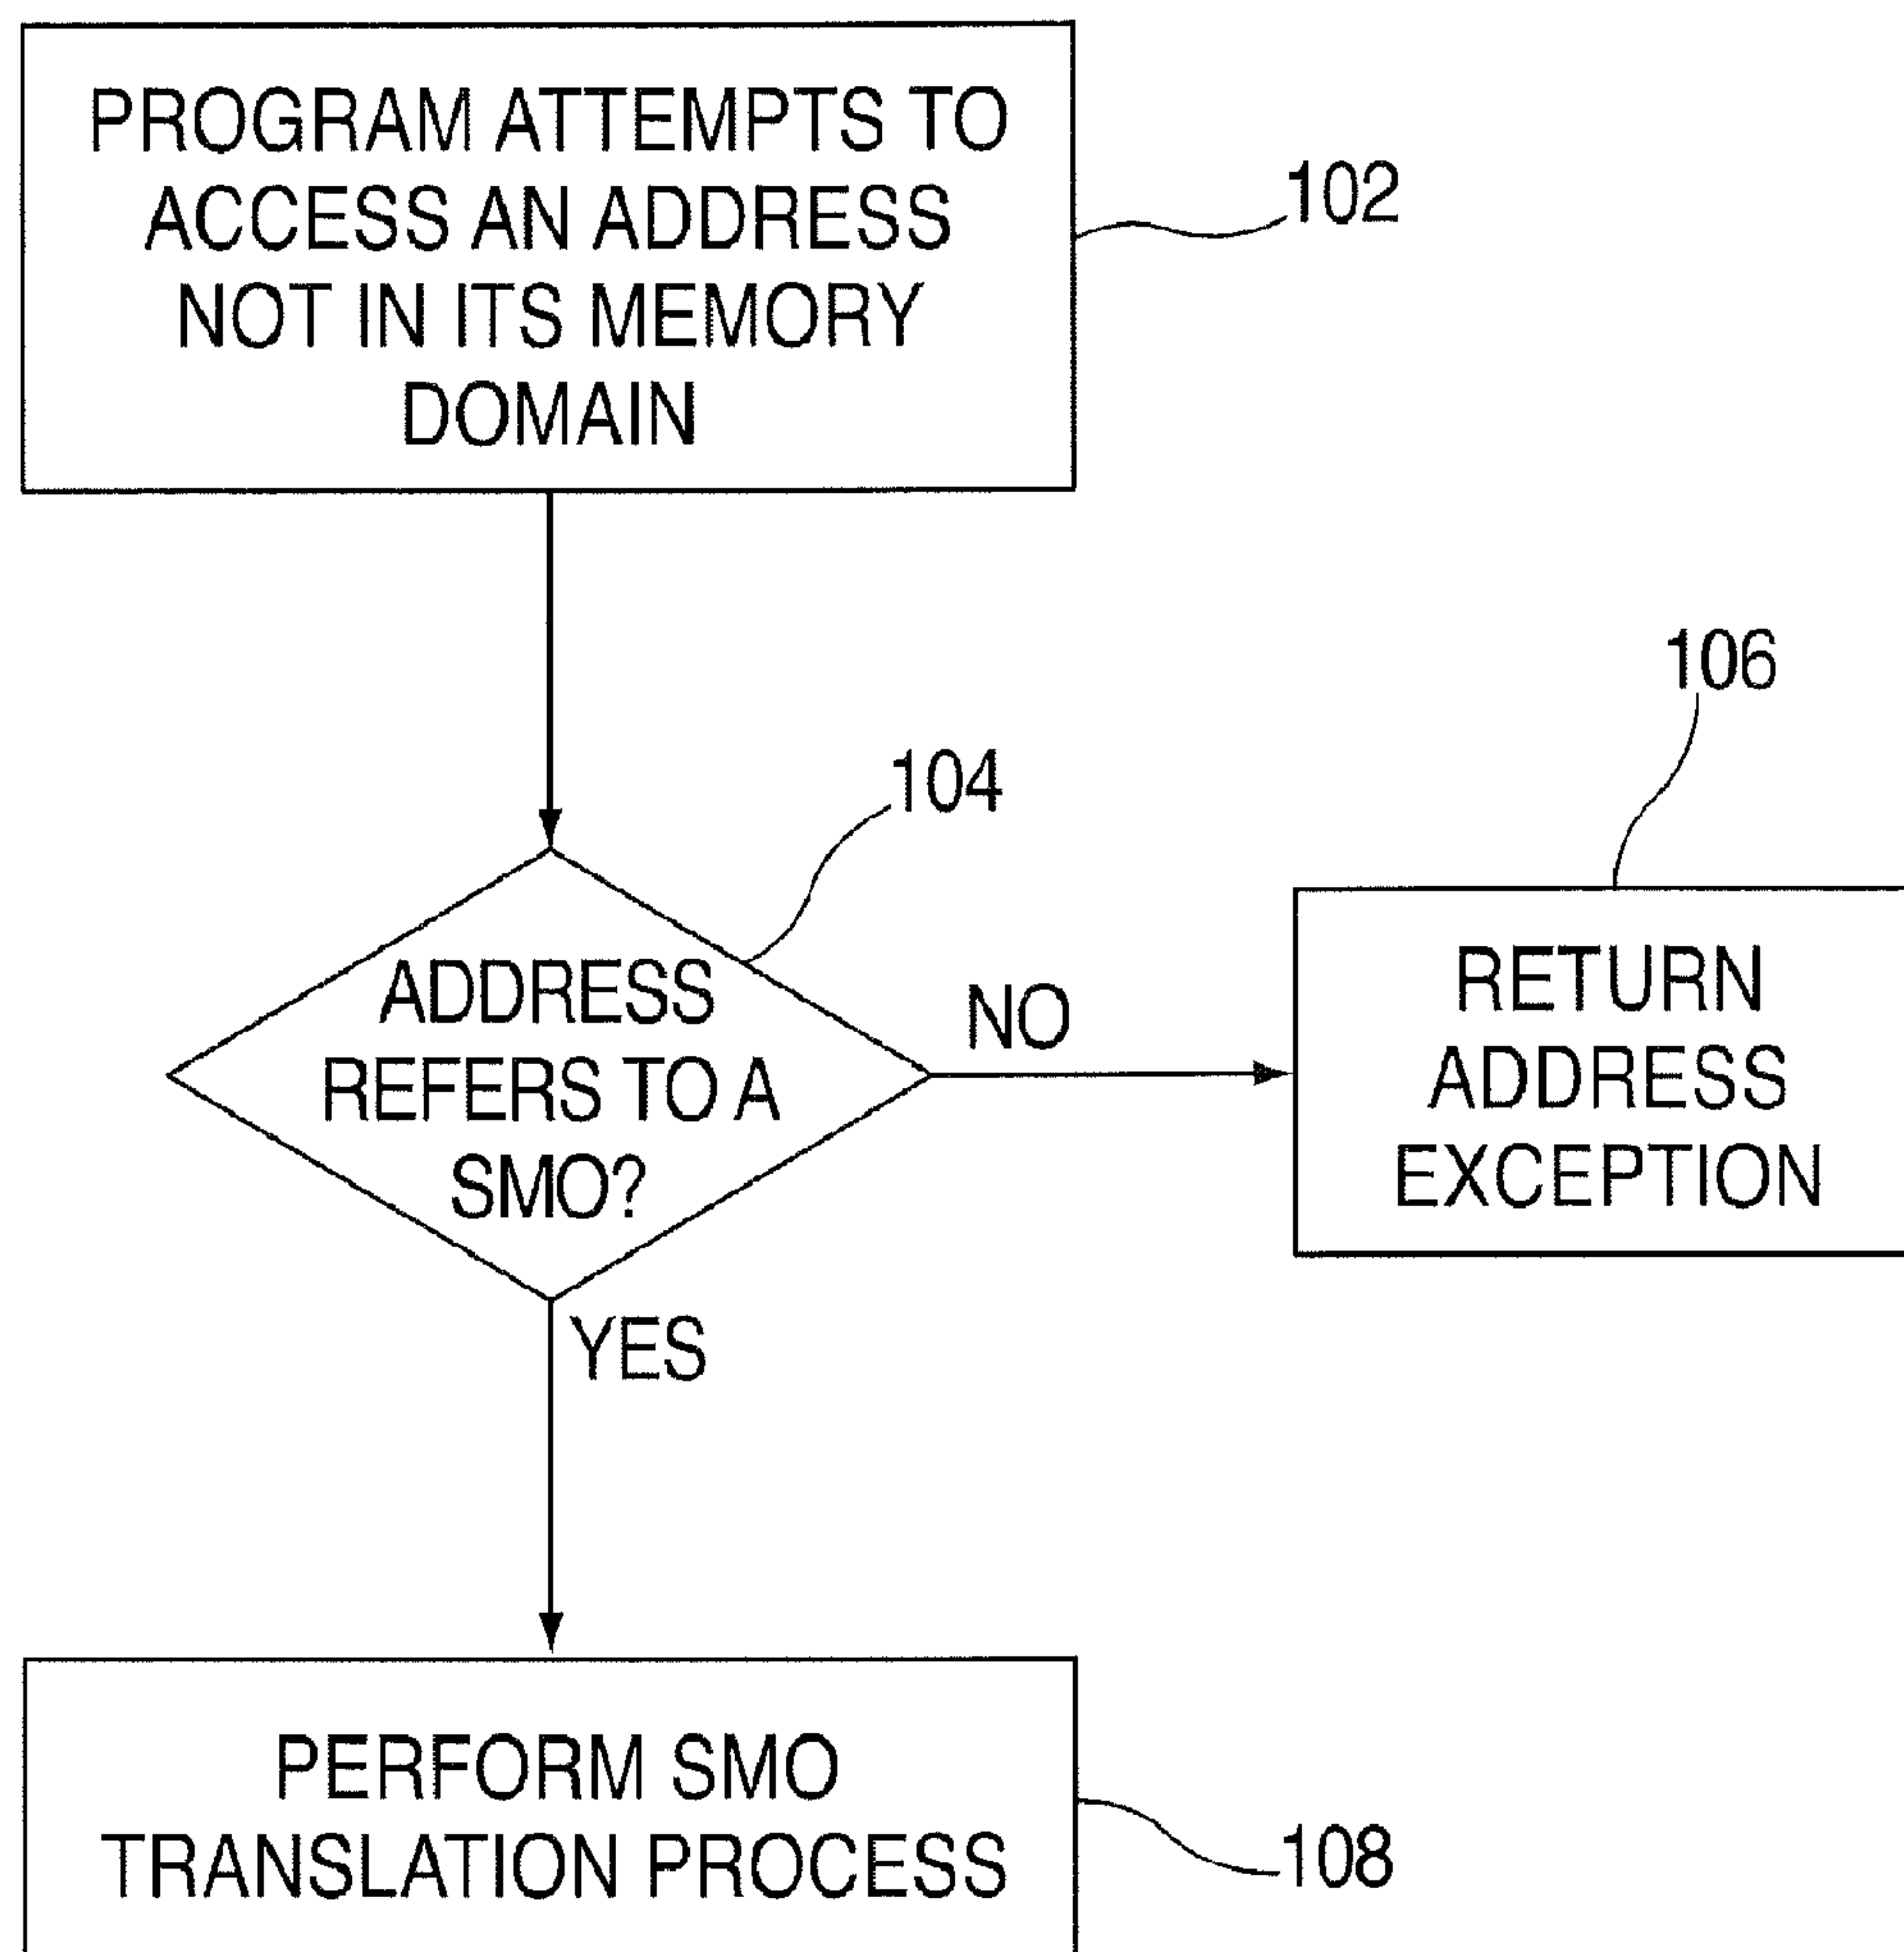 PROGRAM ATTEMPTS TO
ACCESS AN ADDRESS
NOT IN ITS MEMORY
DOMAIN
102
104
106
ADDRESS
REFERS TO A
SMO?
NO
RETURN
ADDRESS
EXCEPTION
YES
PERFORM SMO
TRANSLATION PROCESS
108